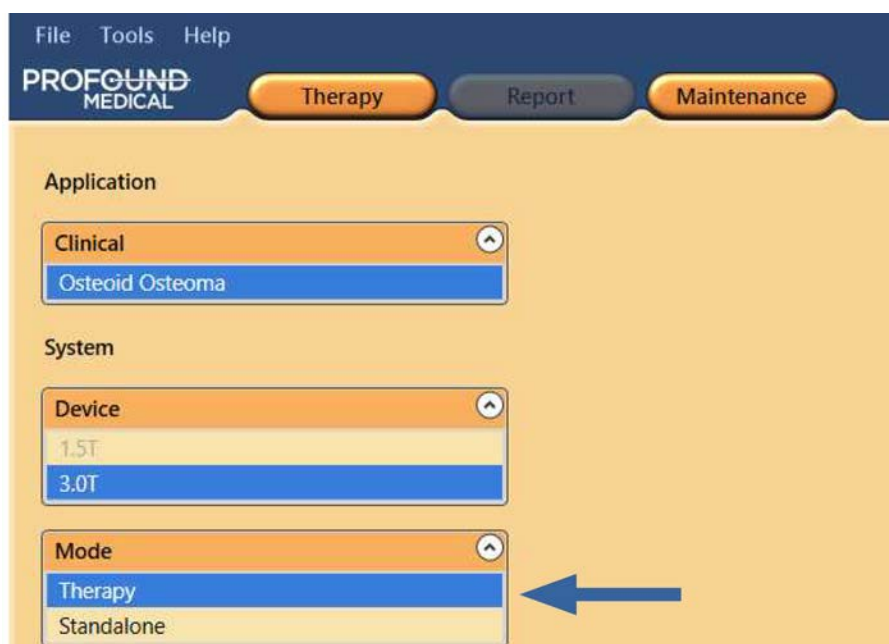 File Tools Help
PROFOUND
MEDICAL
Therapy Report Maintenance
Application
Clinical
Osteoid Osteoma
System
Device
1.5T
3.0T
Mode
Therapy
Standalone